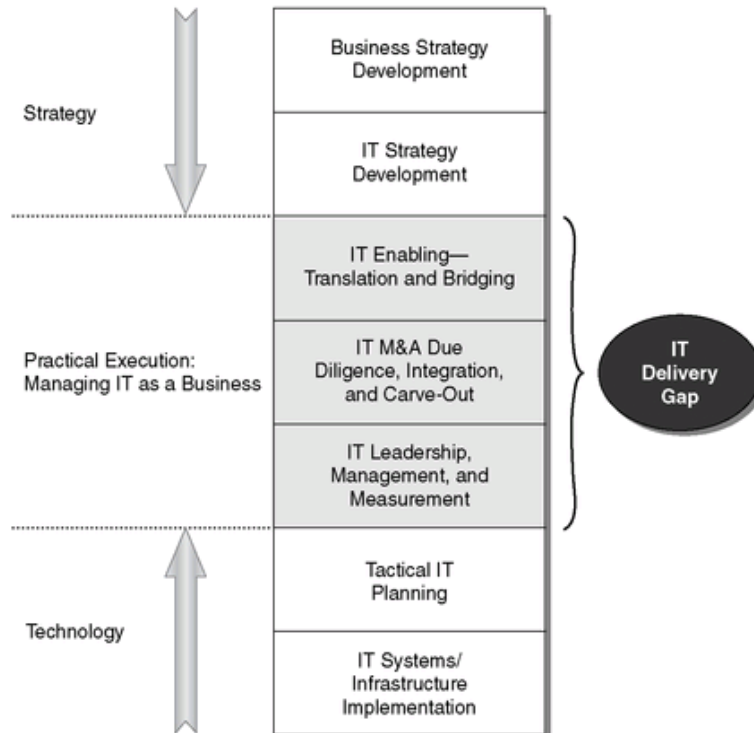 Business Strategy
Development
Strategy
IT Strategy
Development
IT Enabling—
Translation and Bridging
Practical Execution:
Managing IT as a Business
IT M&A Due
Diligence, Integration,
and Carve-Out
IT
Delivery
Gap
IT Leadership,
Management, and
Measurement
Tactical IT
Planning
Technology
IT Systems/
Infrastructure
Implementation